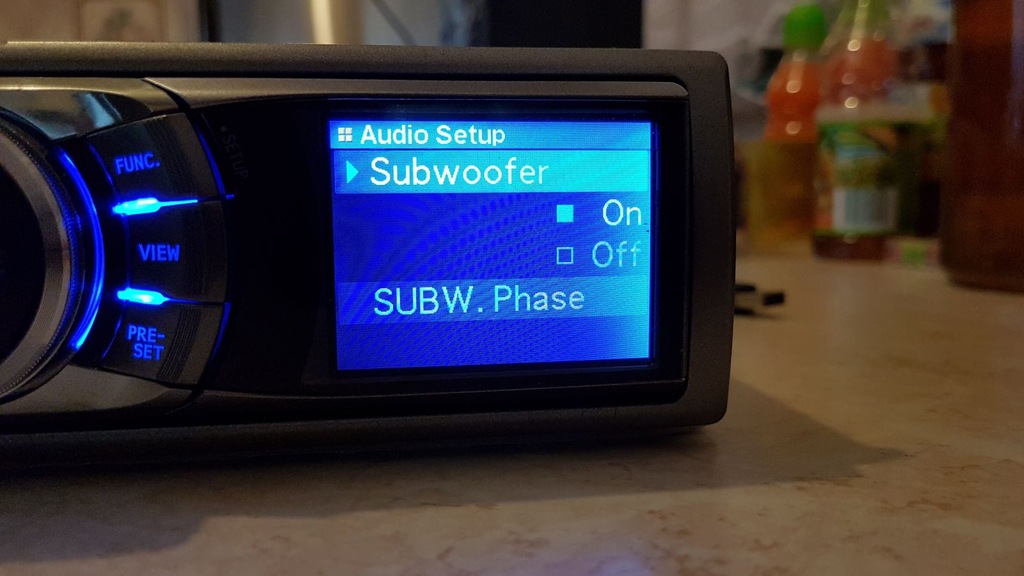 FUNC.
•SETUP
VIEW
PRE-
SET
Audio Setup
Subwoofer
On
Off
SUBW.Phase